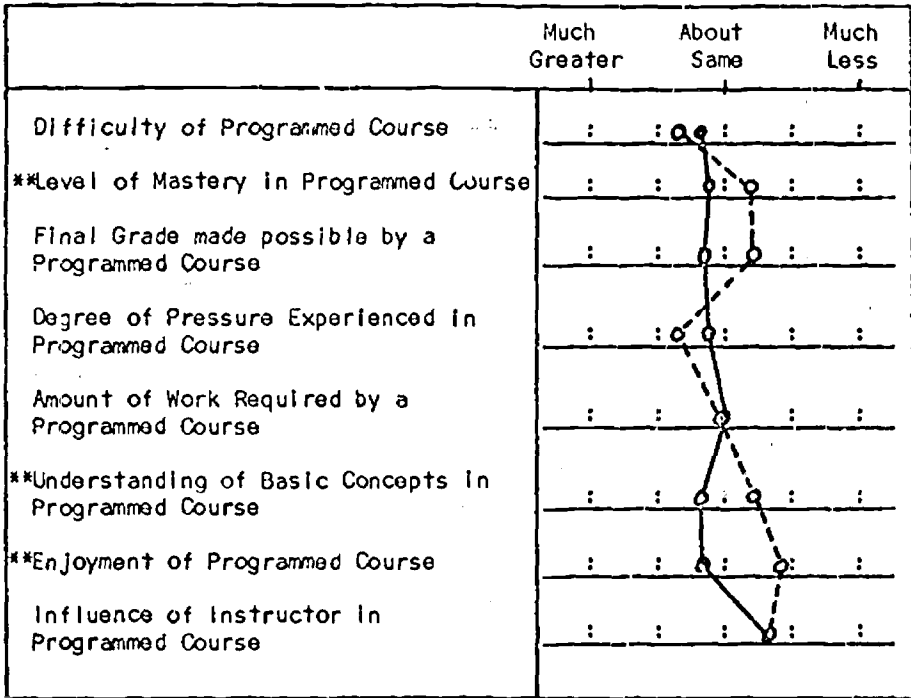 Much About Much
Greater Same Less
Difficulty of Programmed Course
**Level of Mastery in Programmed Course
Final Grade made possible by a
Programmed Course
Degree of Pressure Experienced in
Programmed Course
Amount of Work Required by a
Programmed Course
**Understanding of Basic Concepts in
Programmed Course
**Enjoyment of Programmed Course
Influence of Instructor in
Programmed Course